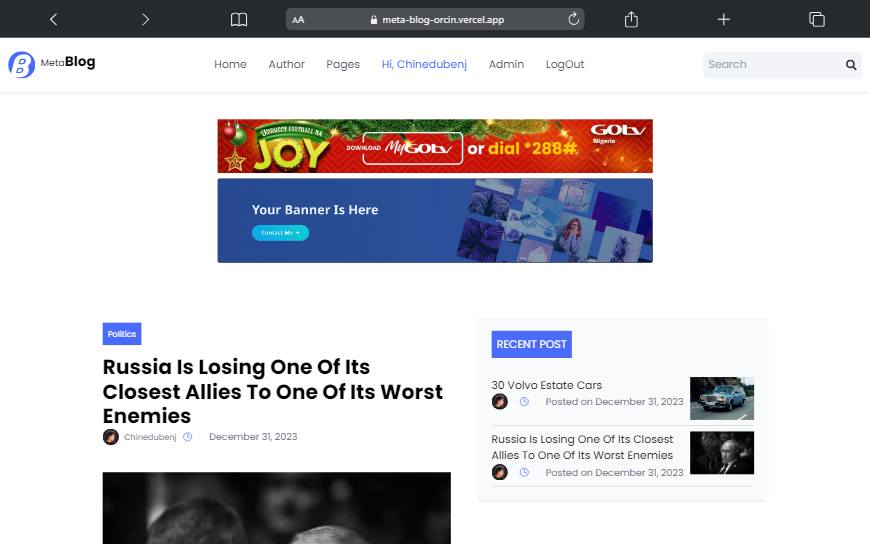 AA meta-blog-orcin.vercel.app
MetaBlog
Home Author Pages Hi, Chinedubenj Admin LogOut Search
JOY DOWNLOAD MyGOtv or dial *288# GOtv
Nigeria
Your Banner Is Here
Contact Me →
Politics
Russia Is Losing One Of Its
Closest Allies To One Of Its Worst
Enemies
Chinedubenj December 31, 2023
RECENT POST
30 Volvo Estate Cars
Posted on December 31, 2023
Russia Is Losing One Of Its Closest
Allies To One Of Its Worst Enemies
Posted on December 31, 2023